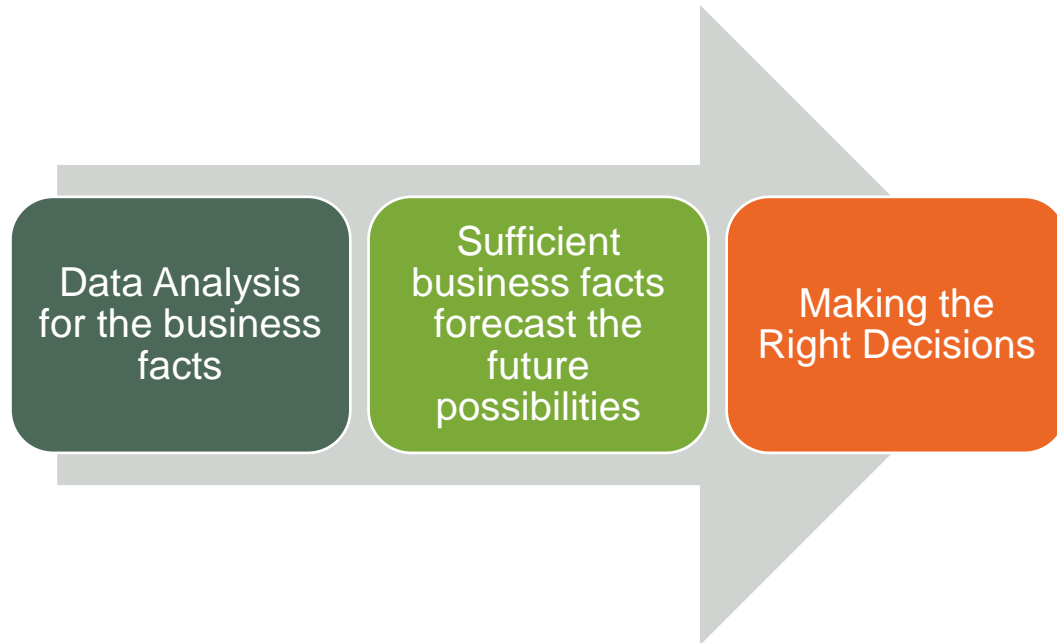 Data Analysis
for the business
facts
Sufficient
business facts
forecast the
future
possibilities
Making the
Right Decisions